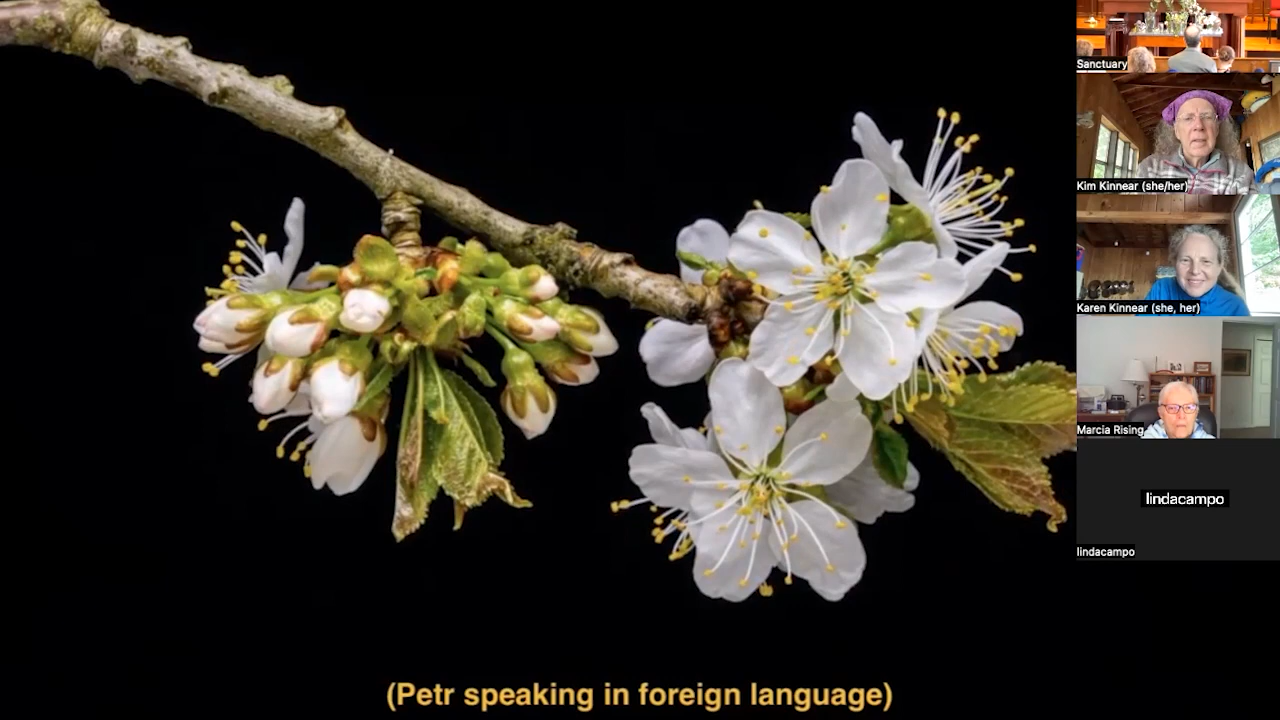 Sanctuary
Kim Kinnear (she/her)
Karen Kinnear (she, her)
Marcia Rising
lindacampo
lindacampo
(Petr speaking in foreign language)